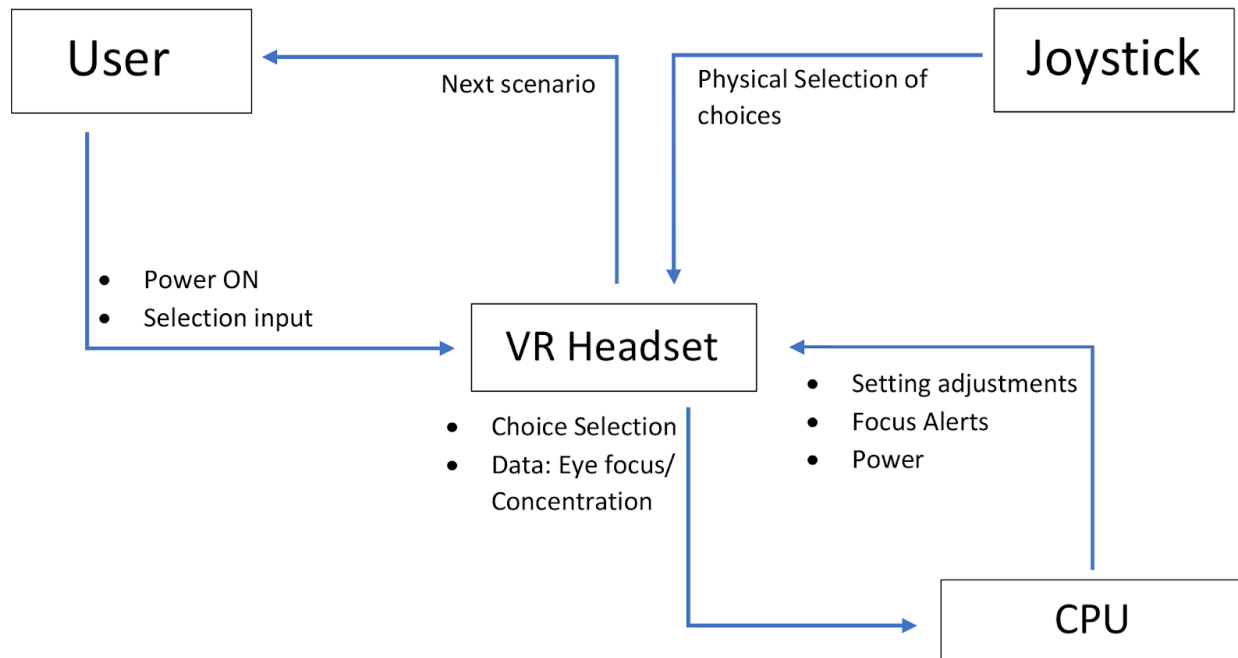 User
Joystick
Next scenario
Physical Selection of
choices
• Power ON
• Selection input
VR Headset
• Choice Selection
• Data: Eye focus/
Concentration
• Setting adjustments
• Focus Alerts
• Power
CPU